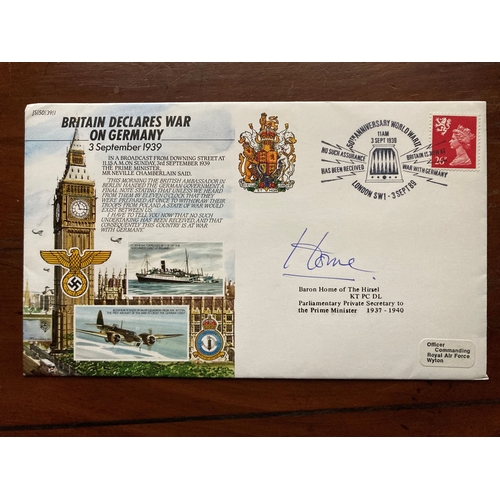 JS(50)39/1
BRITAIN DECLARES WAR
ON GERMANY
3 September 1939
IN A BROADCAST FROM DOWNING STREET AT
11.15 A.M. ON SUNDAY, 3RD SEPTEMBER 1939
THE PRIME MINISTER
MR NEVILLE CHAMBERLAIN SAID.
"THIS MORNING THE BRITISH AMBASSADOR IN
BERLIN HANDED THE GERMAN GOVERNMENT A
FINAL NOTE STATING THAT UNLESS WE HEARD
FROM THEM BY ELEVEN O'CLOCK THAT THEY
WERE PREPARED AT ONCE TO WITHDRAW THEIR
TROOPS FROM POLAND, A STATE OF WAR WOULD
EXIST BETWEEN US.
I HAVE TO TELL YOU NOW THAT NO SUCH
UNDERTAKING HAS BEEN RECEIVED, AND THAT
CONSEQUENTLY THIS COUNTRY IS AT WAR
WITH GERMANY."
50TH ANNIVERSARY WORLD WAR II
11AM
3 SEPT 1939
NO SUCH ASSURANCE
HAS BEEN RECEIVED
BRITAIN IS AT
WAR WITH GERMANY
LONDON SW1 - 3 SEPT 89
Home
Baron Home of The Hirsel
KT PC DL
Parliamentary Private Secretary to
the Prime Minister 1937 - 1940
Officer
Commanding
Royal Air Force
Wyton